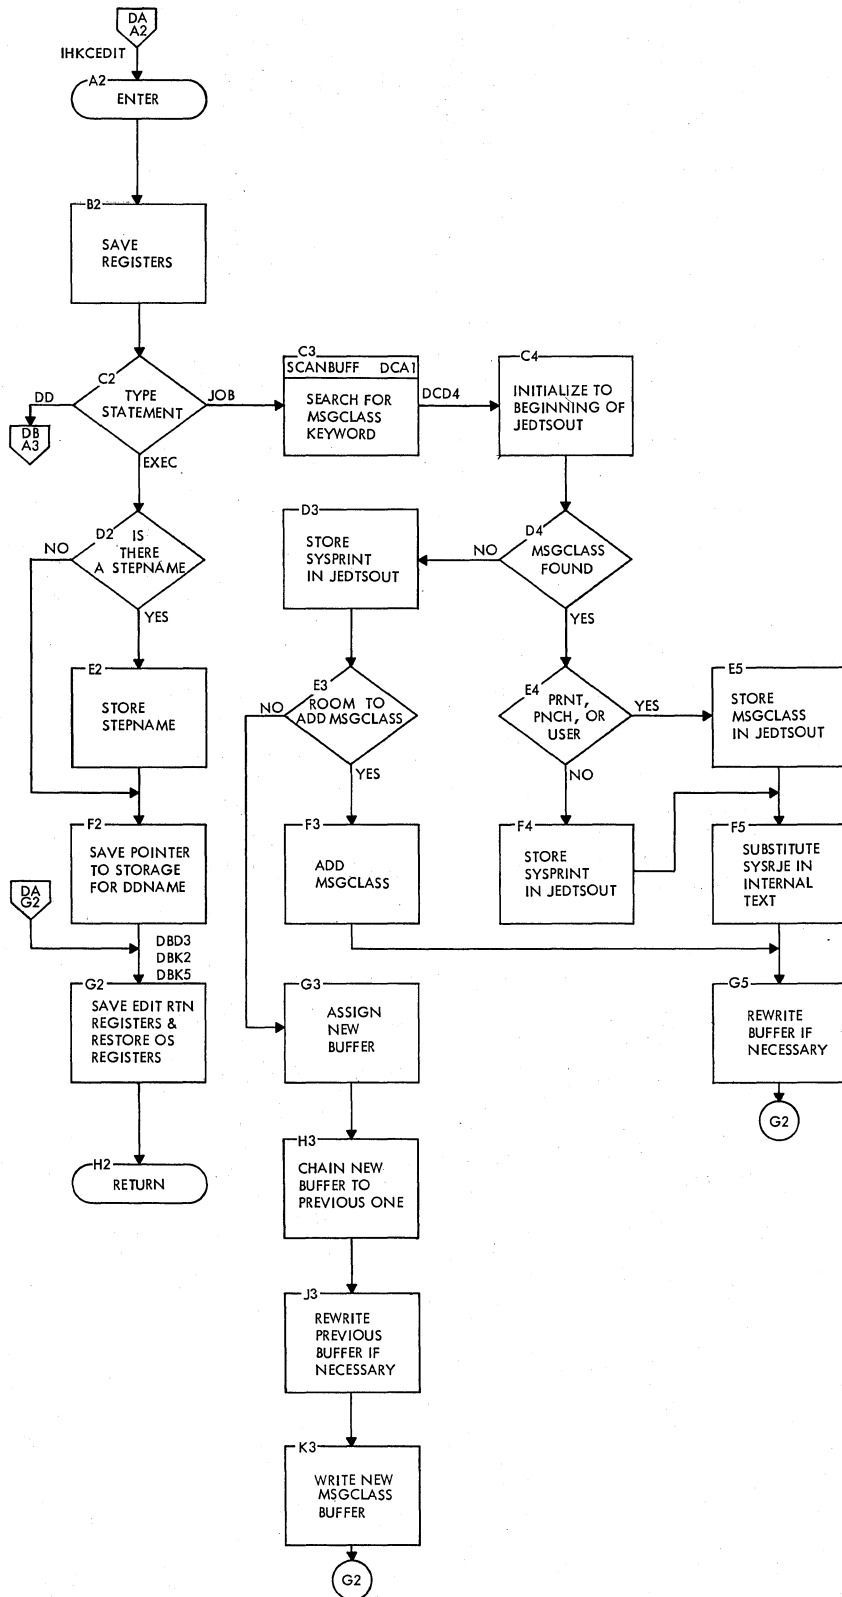 DA
A2
IHKCEDIT
A2
ENTER
B2
SAVE
REGISTERS
C2
TYPE
STATEMENT
DD
JOB
EXEC
DB
A3
C3
SCANBUFF DCA1
SEARCH FOR
MSGCLASS
KEYWORD
DCD4
C4
INITIALIZE TO
BEGINNING OF
JEDTSOUT
D2
IS
THERE
A STEPNAME
NO
YES
D3
STORE
SYSPRINT
IN JEDTSOUT
D4
MSGCLASS
FOUND
NO
YES
E2
STORE
STEPNAME
E3
ROOM TO
ADD MSGCLASS
NO
YES
E4
PRNT,
PNCH, OR
USER
YES
NO
E5
STORE
MSGCLASS
IN JEDTSOUT
F2
SAVE POINTER
TO STORAGE
FOR DDNAME
F3
ADD
MSGCLASS
F4
STORE
SYSPRINT
IN JEDTSOUT
F5
SUBSTITUTE
SYSRJE IN
INTERNAL
TEXT
DA
G2
DBD3
DBK2
DBK5
G2
SAVE EDIT RTN
REGISTERS &
RESTORE OS
REGISTERS
G3
ASSIGN
NEW
BUFFER
G5
REWRITE
BUFFER IF
NECESSARY
G2
H2
RETURN
H3
CHAIN NEW
BUFFER TO
PREVIOUS ONE
J3
REWRITE
PREVIOUS
BUFFER IF
NECESSARY
K3
WRITE NEW
MSGCLASS
BUFFER
G2